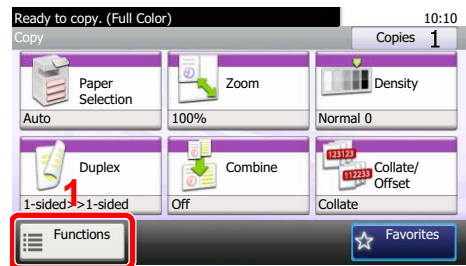 Ready to copy. (Full Color) 10:10
Copy Copies 1
Paper Selection
Auto
Zoom
100%
Density
Normal 0
Duplex
1-sided>>1-sided
1
Combine
Off
123123
112233
Collate/
Offset
Collate
Functions
Favorites